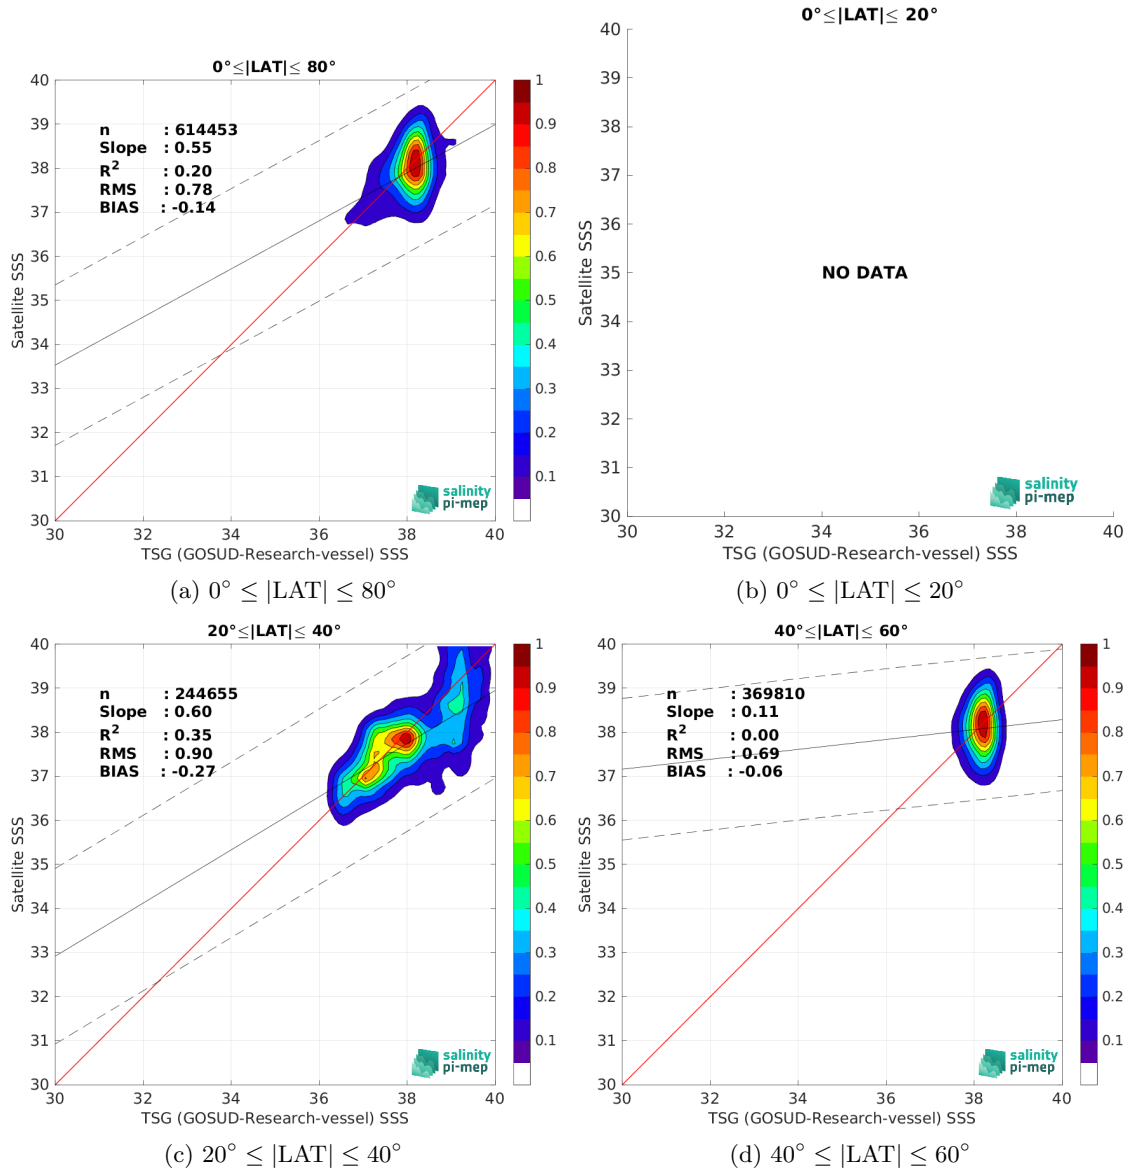 0°≤|LAT|≤ 80°
40
39
38
37
36
35
34
33
32
31
30
Satellite SSS
n : 614453
Slope : 0.55
R² : 0.20
RMS : 0.78
BIAS : -0.14
salinity
pi-mep
30 32 34 36 38 40
TSG (GOSUD-Research-vessel) SSS
1
0.9
0.8
0.7
0.6
0.5
0.4
0.3
0.2
0.1
(a) 0° ≤ |LAT| ≤ 80°
0°≤|LAT|≤ 20°
40
39
38
37
36
35
34
33
32
31
30
Satellite SSS
NO DATA
salinity
pi-mep
30 32 34 36 38 40
TSG (GOSUD-Research-vessel) SSS
(b) 0° ≤ |LAT| ≤ 20°
20°≤|LAT|≤ 40°
40
39
38
37
36
35
34
33
32
31
30
Satellite SSS
n : 244655
Slope : 0.60
R² : 0.35
RMS : 0.90
BIAS : -0.27
salinity
pi-mep
30 32 34 36 38 40
TSG (GOSUD-Research-vessel) SSS
1
0.9
0.8
0.7
0.6
0.5
0.4
0.3
0.2
0.1
(c) 20° ≤ |LAT| ≤ 40°
40°≤|LAT|≤ 60°
40
39
38
37
36
35
34
33
32
31
30
Satellite SSS
n : 369810
Slope : 0.11
R² : 0.00
RMS : 0.69
BIAS : -0.06
salinity
pi-mep
30 32 34 36 38 40
TSG (GOSUD-Research-vessel) SSS
1
0.9
0.8
0.7
0.6
0.5
0.4
0.3
0.2
0.1
(d) 40° ≤ |LAT| ≤ 60°